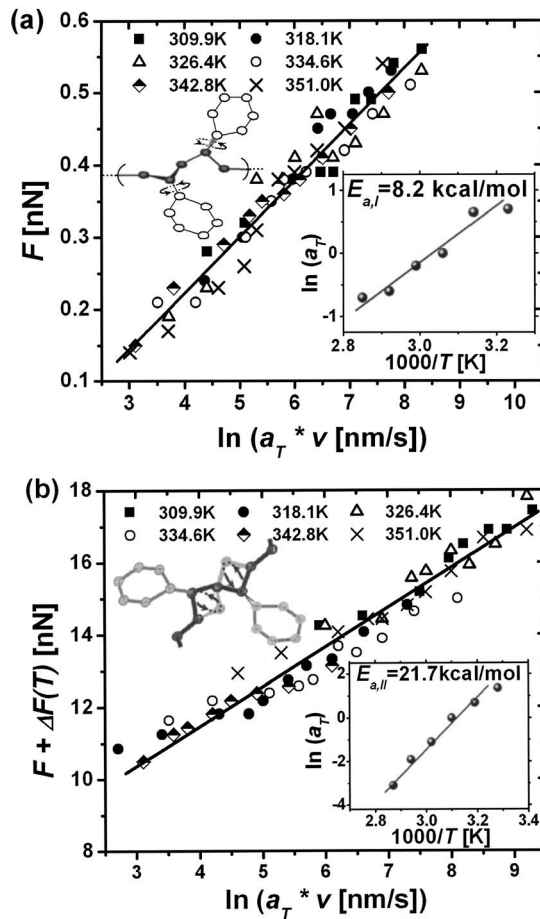 (a)
309.9K 318.1K
326.4K 334.6K
342.8K 351.0K
0.6
0.5
0.4
0.3
0.2
0.1
F [nN]
3 4 5 6 7 8 9 10
ln (a_T * v [nm/s])
E_a,I=8.2 kcal/mol
ln (a_T)
1
0
-1
2.8 3.0 3.2
1000/T [K]
(b)
309.9K 318.1K 326.4K
334.6K 342.8K 351.0K
18
16
14
12
10
8
F + ΔF(T)
[nN]
3 4 5 6 7 8 9
ln (a_T * v [nm/s])
E_a,II=21.7kcal/mol
ln (a_T)
2
0
-2
-4
2.8 3.0 3.2 3.4
1000/T [K]